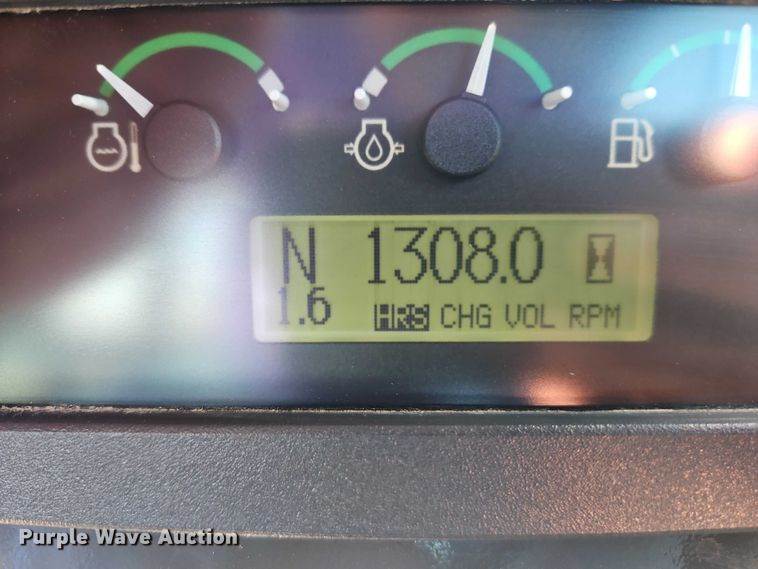 N 1308.0
1.6 HRS CHG VOL RPM
Purple Wave Auction